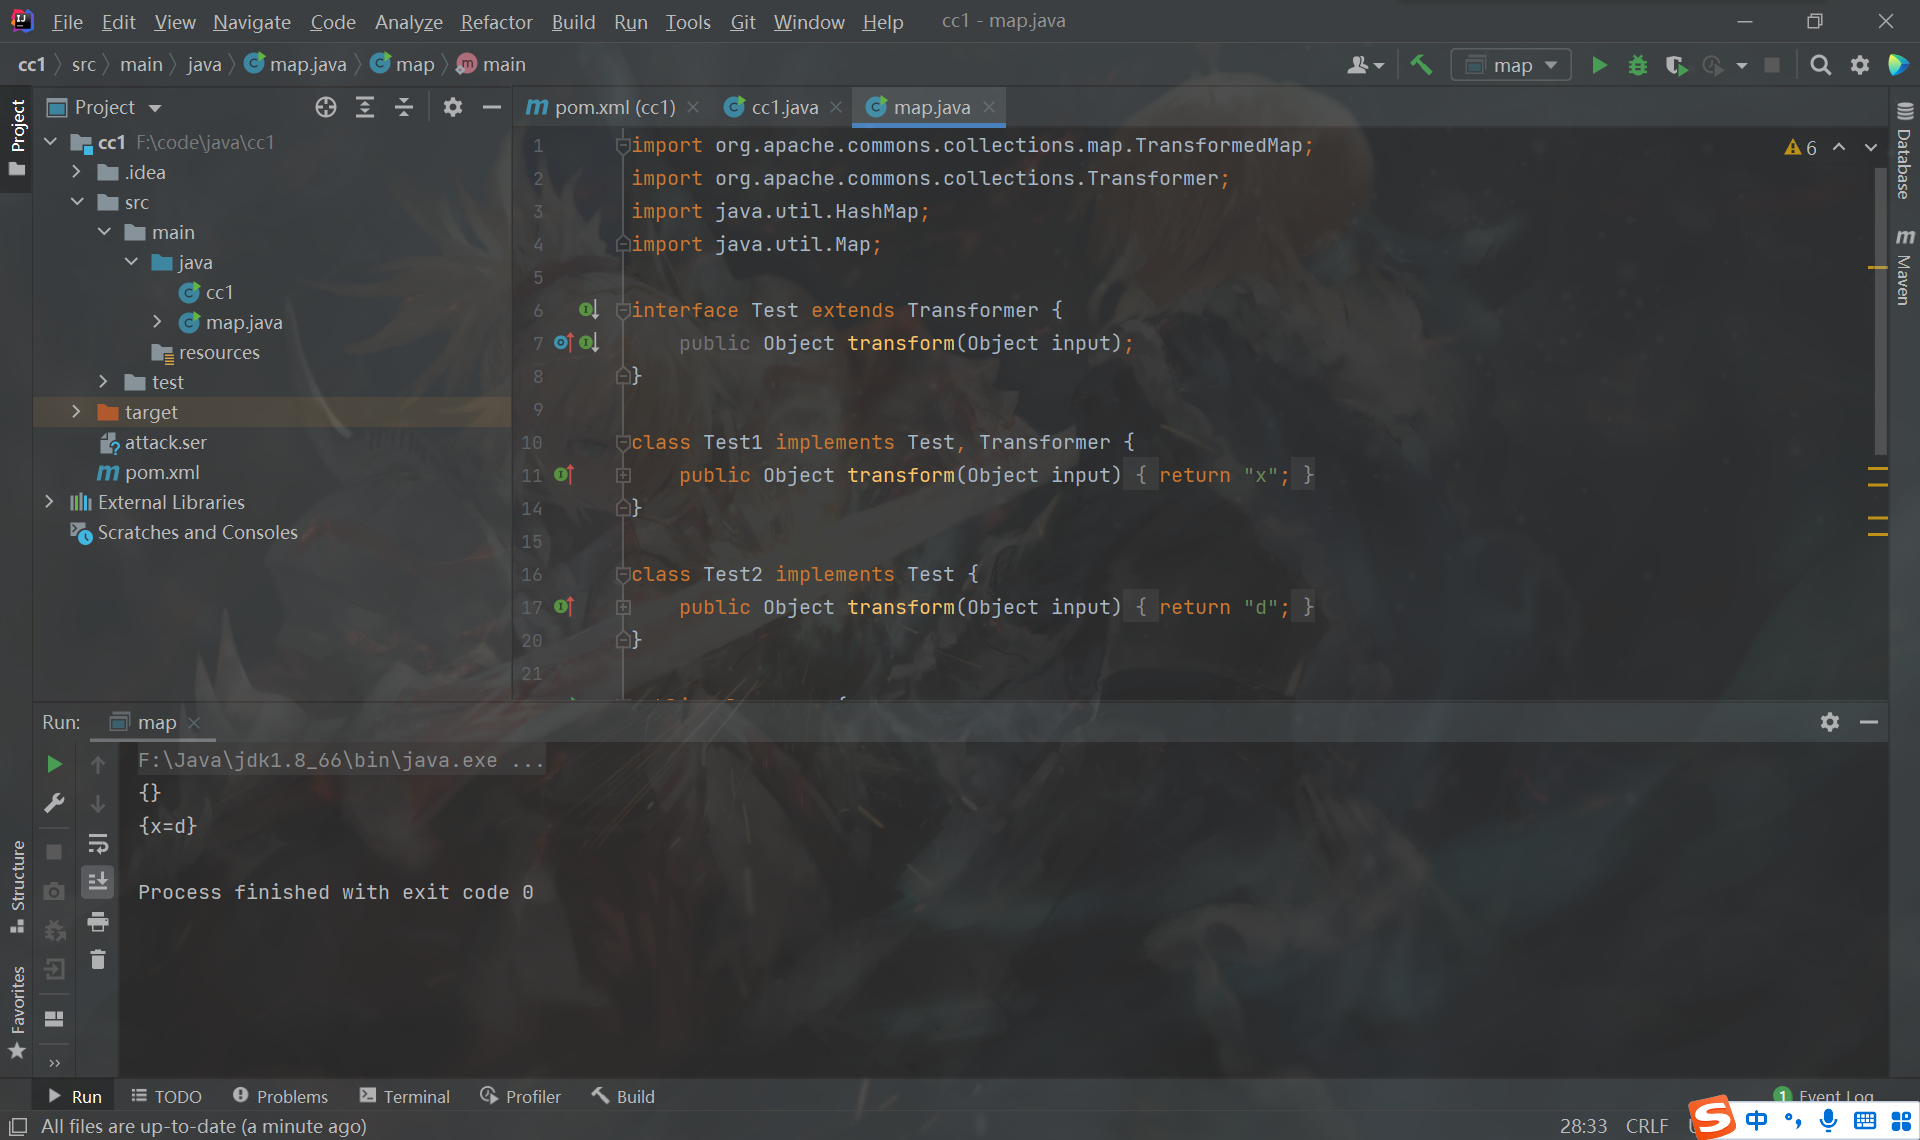 File Edit View Navigate Code Analyze Refactor Build Run Tools Git Window Help cc1 - map.java
cc1 src main java map.java map main
map
Project
pom.xml (cc1) cc1.java map.java
Project
cc1 F:\code\java\cc1
.idea
src
main
java
cc1
map.java
resources
test
target
attack.ser
pom.xml
External Libraries
Scratches and Consoles
1 import org.apache.commons.collections.map.TransformedMap;
2 import org.apache.commons.collections.Transformer;
3 import java.util.HashMap;
4 import java.util.Map;
5
6 interface Test extends Transformer {
7 public Object transform(Object input);
8 }
9
10 class Test1 implements Test, Transformer {
11 public Object transform(Object input) { return "x"; }
14 }
15
16 class Test2 implements Test {
17 public Object transform(Object input) { return "d"; }
20 }
21
6
Database
Maven
Run: map
F:\Java\jdk1.8_66\bin\java.exe ...
{}
{x=d}
Process finished with exit code 0
Structure
Favorites
Run TODO Problems Terminal Profiler Build 1 Event Log
All files are up-to-date (a minute ago) 28:33 CRLF
中